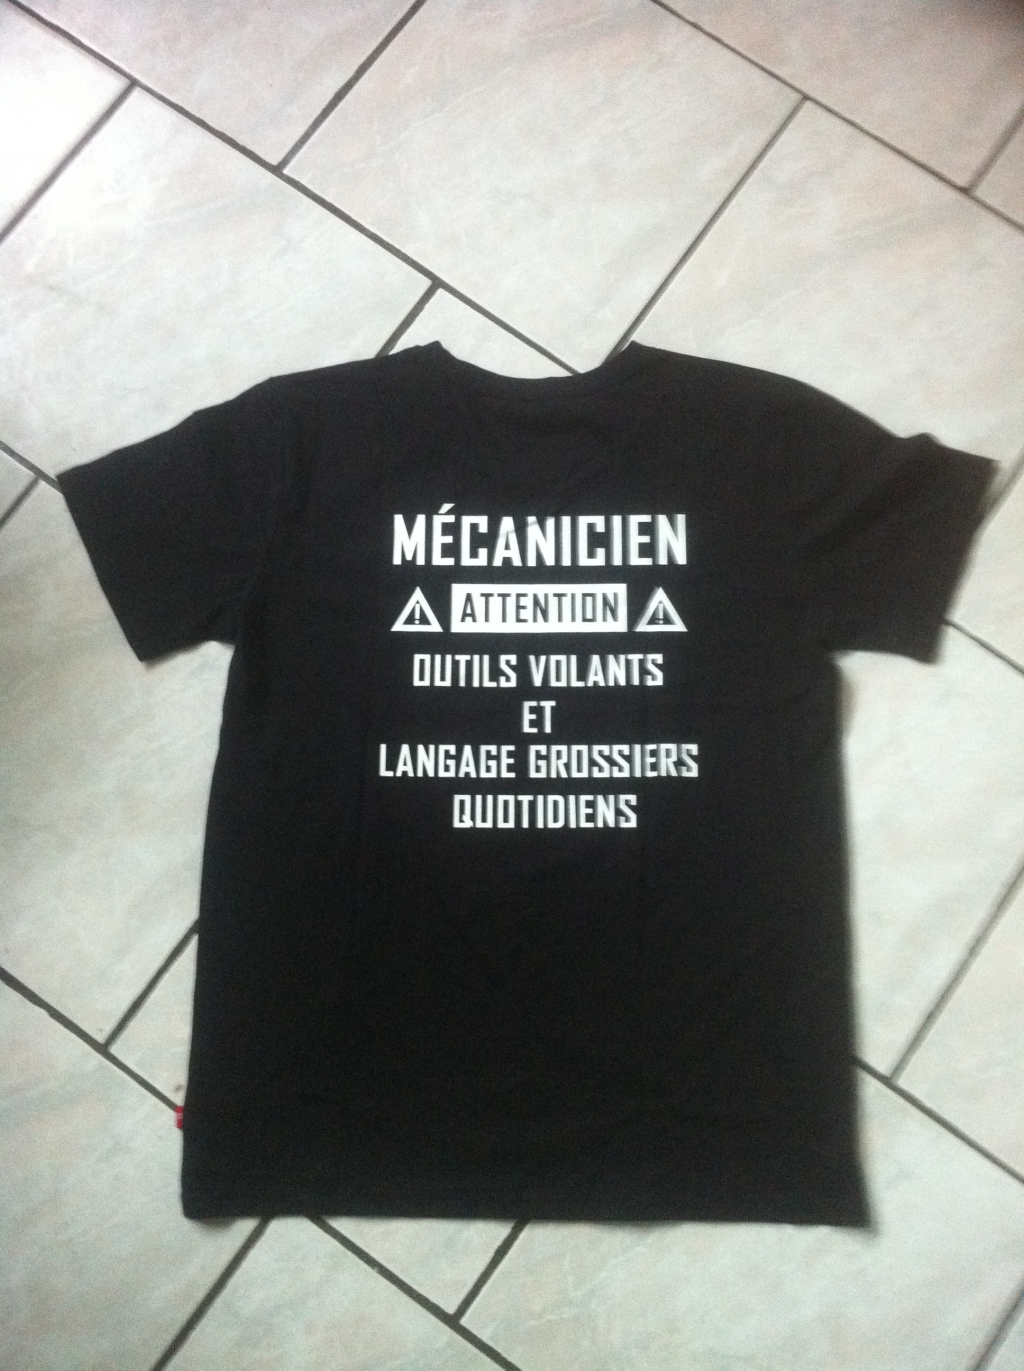 MÉCANICIEN
ATTENTION
OUTILS VOLANTS
ET
LANGAGE GROSSIERS
QUOTIDIENS